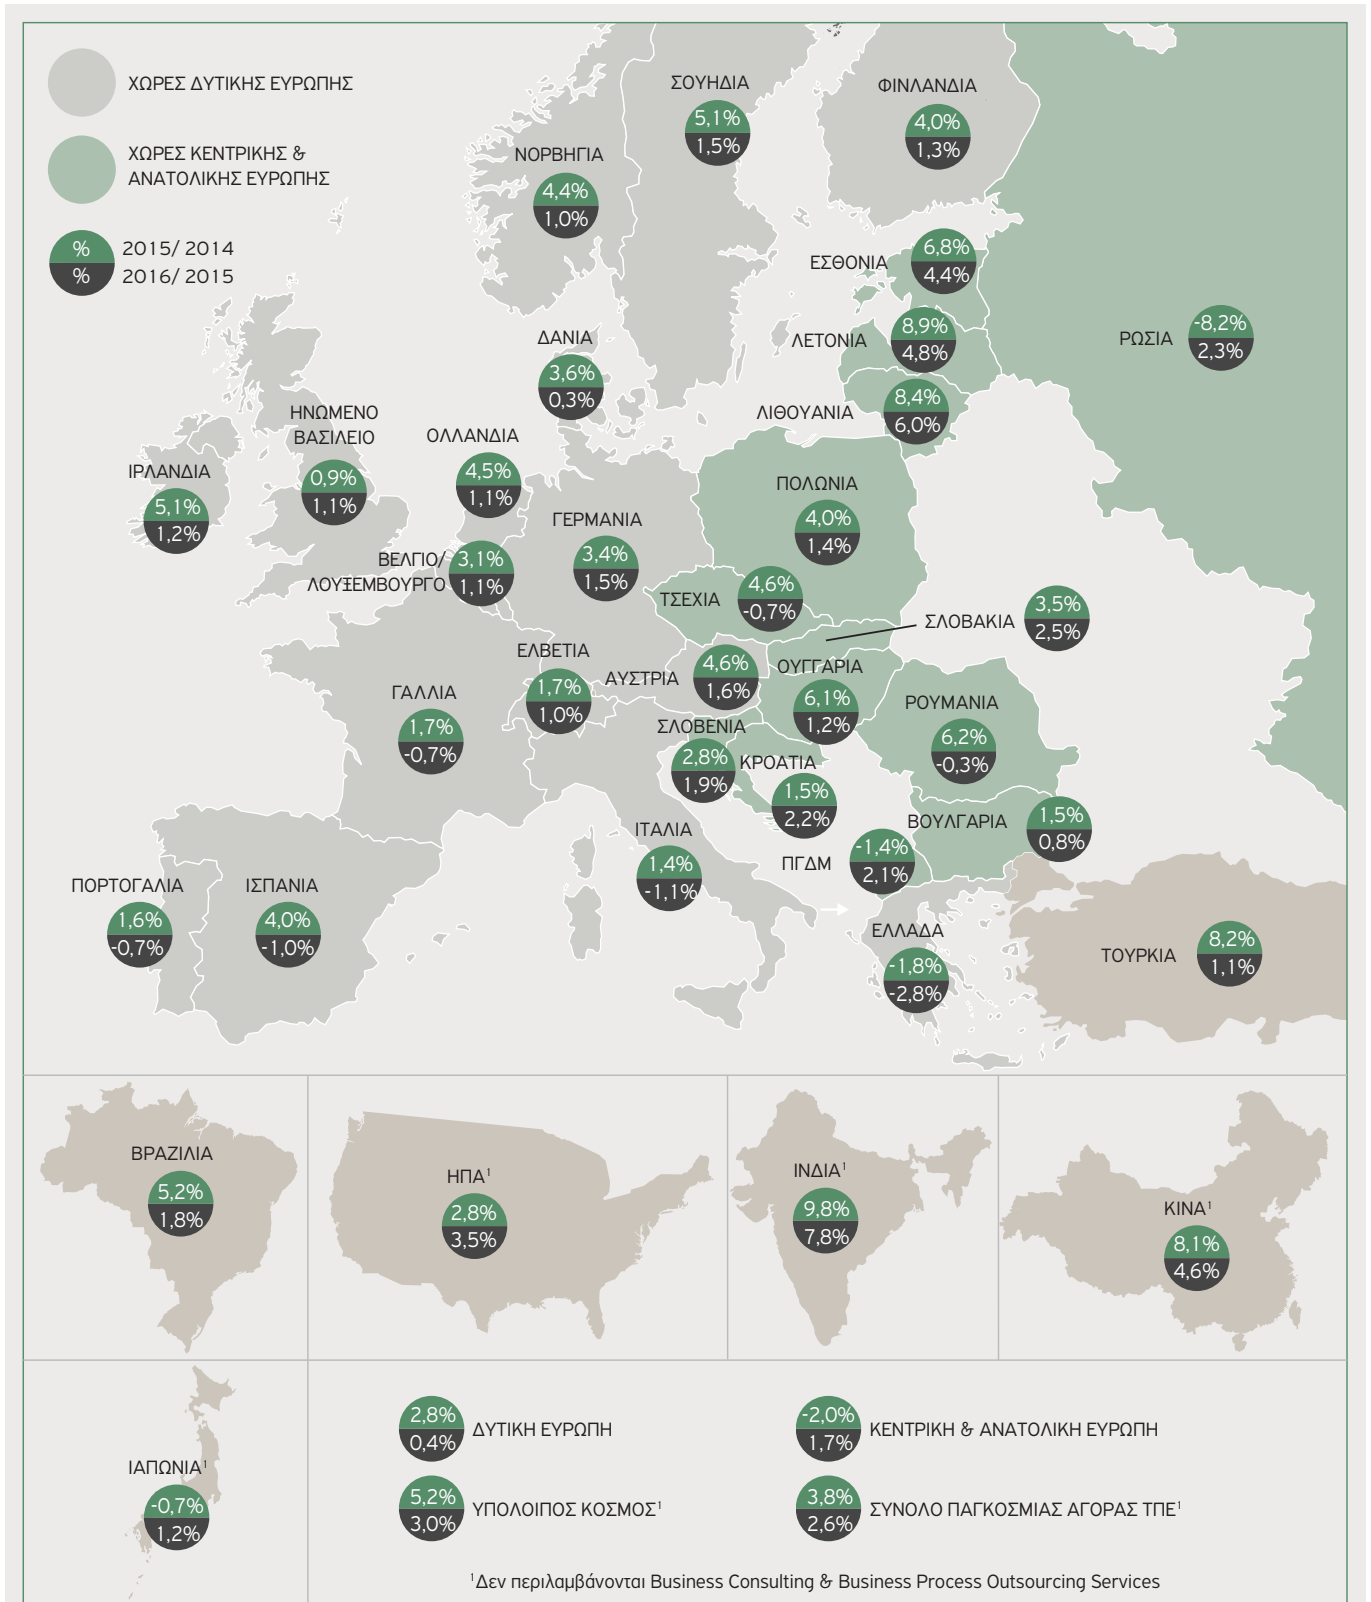 ΧΩΡΕΣ ΔΥΤΙΚΗΣ ΕΥΡΩΠΗΣ
ΧΩΡΕΣ ΚΕΝΤΡΙΚΗΣ &
ΑΝΑΤΟΛΙΚΗΣ ΕΥΡΩΠΗΣ
% 2015/ 2014
% 2016/ 2015
ΣΟΥΗΔΙΑ
5,1%
1,5%
ΦΙΝΛΑΝΔΙΑ
4,0%
1,3%
ΝΟΡΒΗΓΙΑ
4,4%
1,0%
ΕΣΘΟΝΙΑ
6,8%
4,4%
ΛΕΤΟΝΙΑ
8,9%
4,8%
ΡΩΣΙΑ
-8,2%
2,3%
ΔΑΝΙΑ
3,6%
0,3%
ΛΙΘΟΥΑΝΙΑ
8,4%
6,0%
ΗΝΩΜΕΝΟ
ΒΑΣΙΛΕΙΟ
0,9%
1,1%
ΟΛΛΑΝΔΙΑ
4,5%
1,1%
ΙΡΛΑΝΔΙΑ
5,1%
1,2%
ΠΟΛΩΝΙΑ
4,0%
1,4%
ΓΕΡΜΑΝΙΑ
3,4%
1,5%
ΒΕΛΓΙΟ/
ΛΟΥΞΕΜΒΟΥΡΓΟ
3,1%
1,1%
ΤΣΕΧΙΑ
4,6%
-0,7%
ΣΛΟΒΑΚΙΑ
3,5%
2,5%
ΕΛΒΕΤΙΑ
1,7%
1,0%
ΑΥΣΤΡΙΑ
4,6%
1,6%
ΟΥΓΓΑΡΙΑ
6,1%
1,2%
ΓΑΛΛΙΑ
1,7%
-0,7%
ΡΟΥΜΑΝΙΑ
6,2%
-0,3%
ΣΛΟΒΕΝΙΑ
2,8%
1,9%
ΚΡΟΑΤΙΑ
1,5%
2,2%
ΒΟΥΛΓΑΡΙΑ
1,5%
0,8%
ΙΤΑΛΙΑ
1,4%
-1,1%
ΠΓΔΜ
-1,4%
2,1%
ΠΟΡΤΟΓΑΛΙΑ
1,6%
-0,7%
ΙΣΠΑΝΙΑ
4,0%
-1,0%
ΕΛΛΑΔΑ
-1,8%
-2,8%
ΤΟΥΡΚΙΑ
8,2%
1,1%
ΒΡΑΖΙΛΙΑ
5,2%
1,8%
ΗΠΑ¹
2,8%
3,5%
ΙΝΔΙΑ¹
9,8%
7,8%
ΚΙΝΑ¹
8,1%
4,6%
ΙΑΠΩΝΙΑ¹
-0,7%
1,2%
2,8%
0,4%
ΔΥΤΙΚΗ ΕΥΡΩΠΗ
-2,0%
1,7%
ΚΕΝΤΡΙΚΗ & ΑΝΑΤΟΛΙΚΗ ΕΥΡΩΠΗ
5,2%
3,0%
ΥΠΟΛΟΙΠΟΣ ΚΟΣΜΟΣ¹
3,8%
2,6%
ΣΥΝΟΛΟ ΠΑΓΚΟΣΜΙΑΣ ΑΓΟΡΑΣ ΤΠΕ¹
¹Δεν περιλαμβάνονται Business Consulting & Business Process Outsourcing Services